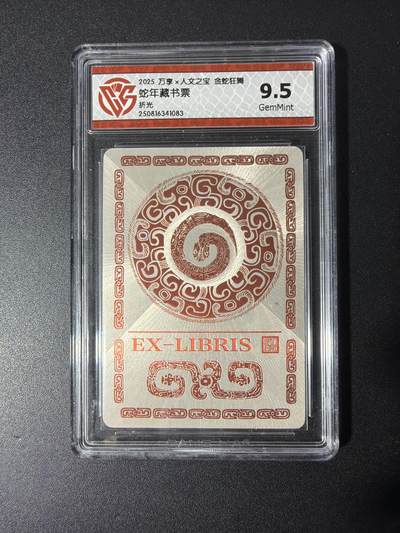 2025 万享×人文之宝 金蛇狂舞
蛇年藏书票
折光
250816341083
9.5
GemMint
EX-LIBRIS